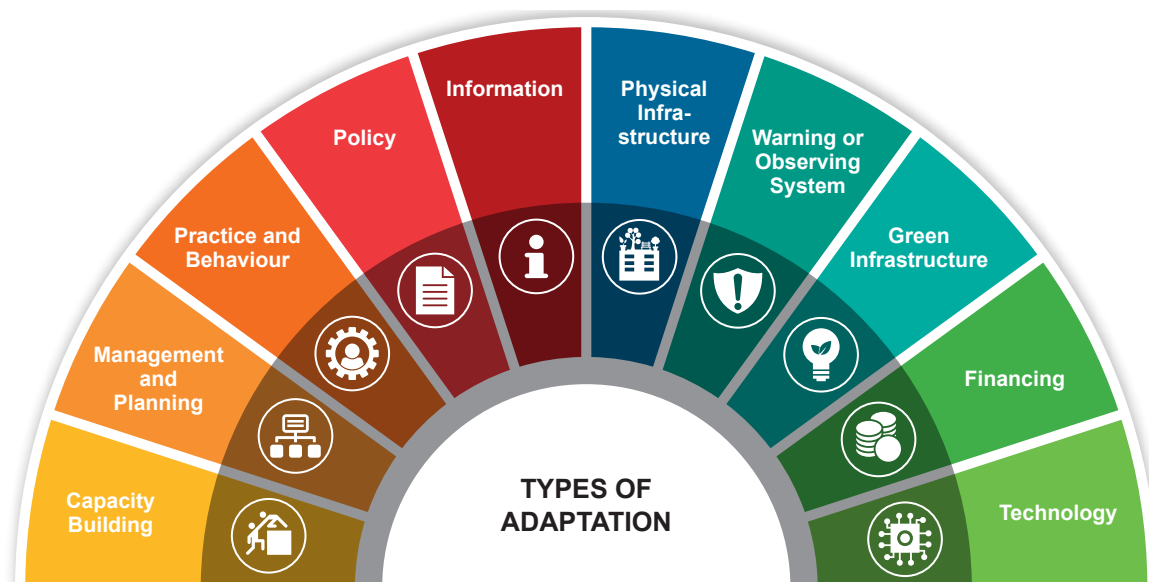 Capacity
Building
Management
and
Planning
Practice and
Behaviour
Policy
Information
Physical
Infra-
structure
Warning or
Observing
System
Green
Infrastructure
Financing
Technology
TYPES OF
ADAPTATION